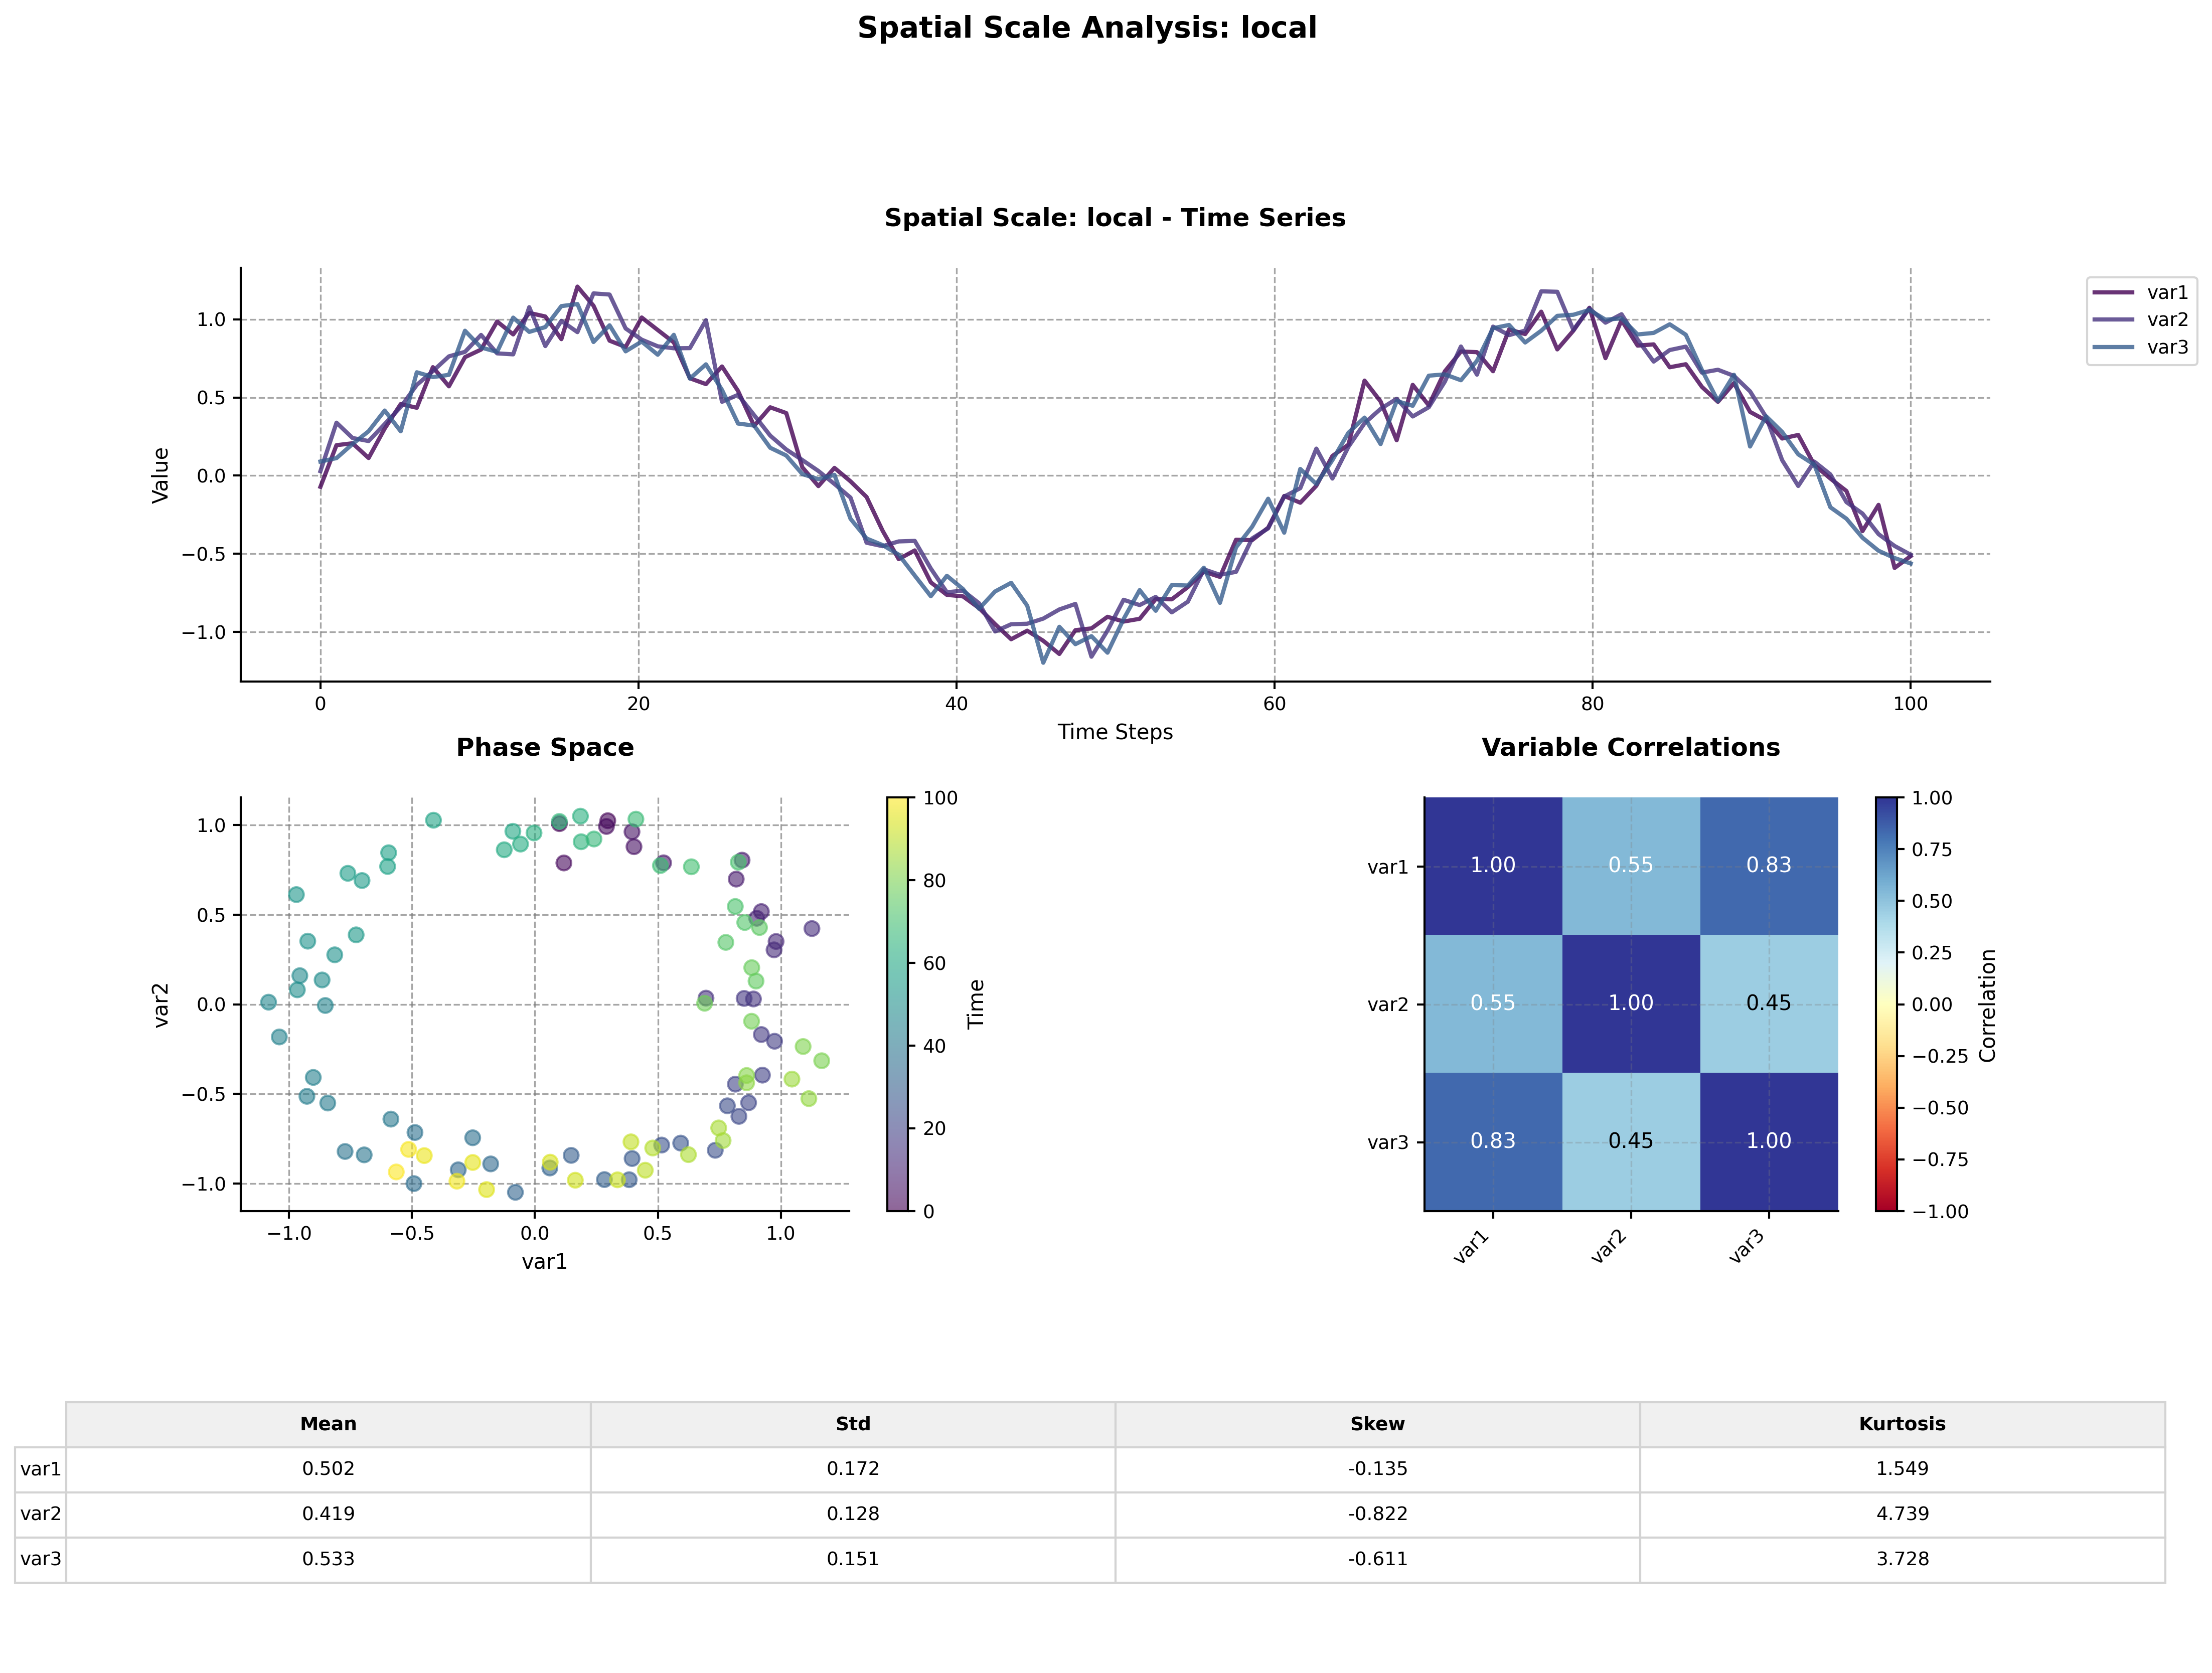 Spatial Scale Analysis: local
Spatial Scale: local - Time Series
Value
1.0
0.5
0.0
−0.5
−1.0
0 20 40 60 80 100
Time Steps
var1
var2
var3
Phase Space
var2
1.0
0.5
0.0
−0.5
−1.0
−1.0 −0.5 0.0 0.5 1.0
var1
100
80
60
40
20
0
Time
Variable Correlations
var1 1.00 0.55 0.83
var2 0.55 1.00 0.45
var3 0.83 0.45 1.00
var1 var2 var3
1.00
0.75
0.50
0.25
0.00
−0.25
−0.50
−0.75
−1.00
Correlation
Mean Std Skew Kurtosis
var1 0.502 0.172 -0.135 1.549
var2 0.419 0.128 -0.822 4.739
var3 0.533 0.151 -0.611 3.728